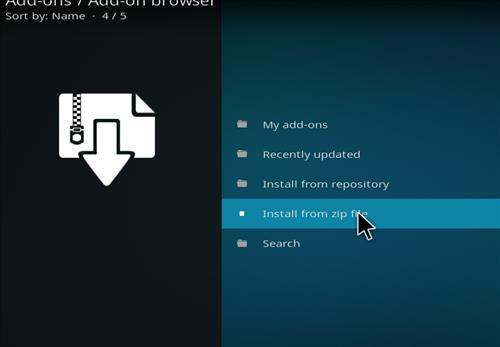 Add-ons / Add-on browser
Sort by: Name · 4 / 5
My add-ons
Recently updated
Install from repository
Install from zip file
Search